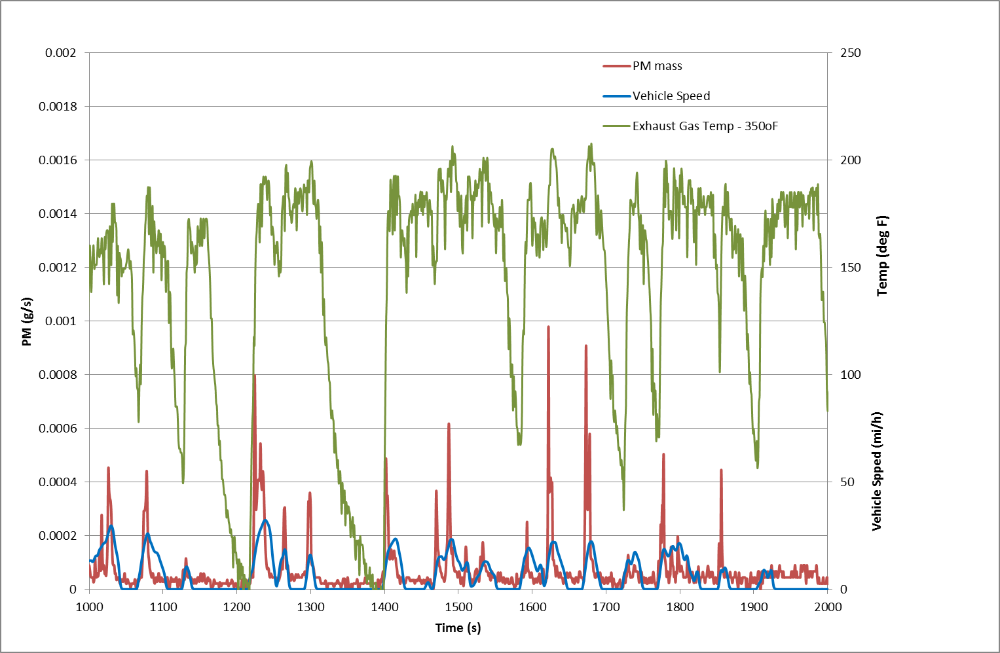 0.002
0.0018
0.0016
0.0014
0.0012
0.001
0.0008
0.0006
0.0004
0.0002
0
PM (g/s)
PM mass
Vehicle Speed
Exhaust Gas Temp - 350oF
250
200
150
100
50
0
Temp (deg F)
Vehicle Spped (mi/h)
1000 1100 1200 1300 1400 1500 1600 1700 1800 1900 2000
Time (s)